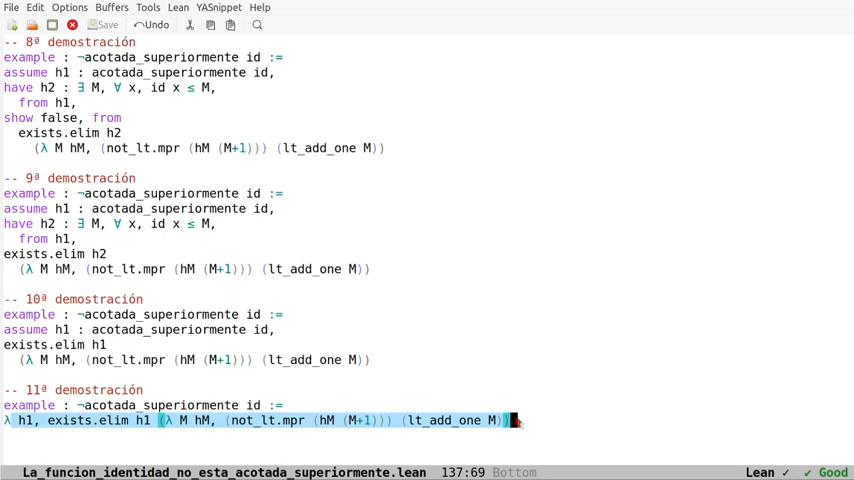 File Edit Options Buffers Tools Lean YASnippet Help
Save Undo
-- 8ª demostración
example : ¬acotada_superiormente id :=
assume h1 : acotada_superiormente id,
have h2 : ∃ M, ∀ x, id x ≤ M,
  from h1,
show false, from
  exists.elim h2
    (λ M hM, (not_lt.mpr (hM (M+1))) (lt_add_one M))
-- 9ª demostración
example : ¬acotada_superiormente id :=
assume h1 : acotada_superiormente id,
have h2 : ∃ M, ∀ x, id x ≤ M,
  from h1,
exists.elim h2
  (λ M hM, (not_lt.mpr (hM (M+1))) (lt_add_one M))
-- 10ª demostración
example : ¬acotada_superiormente id :=
assume h1 : acotada_superiormente id,
exists.elim h1
  (λ M hM, (not_lt.mpr (hM (M+1))) (lt_add_one M))
-- 11ª demostración
example : ¬acotada_superiormente id :=
λ h1, exists.elim h1 (λ M hM, (not_lt.mpr (hM (M+1))) (lt_add_one M))
La_funcion_identidad_no_esta_acotada_superiormente.lean 137:69 Bottom Lean ✓ ✔ Good